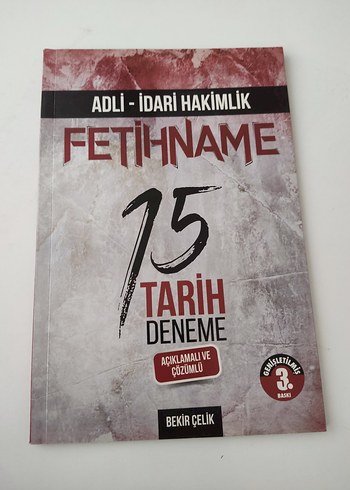 ADLİ - İDARİ HAKİMLİK
FETİHNAME
15
TARİH
DENEME
AÇIKLAMALI VE
ÇÖZÜMLÜ
GENİŞLETİLMİŞ
3.
BASKI
BEKİR ÇELİK